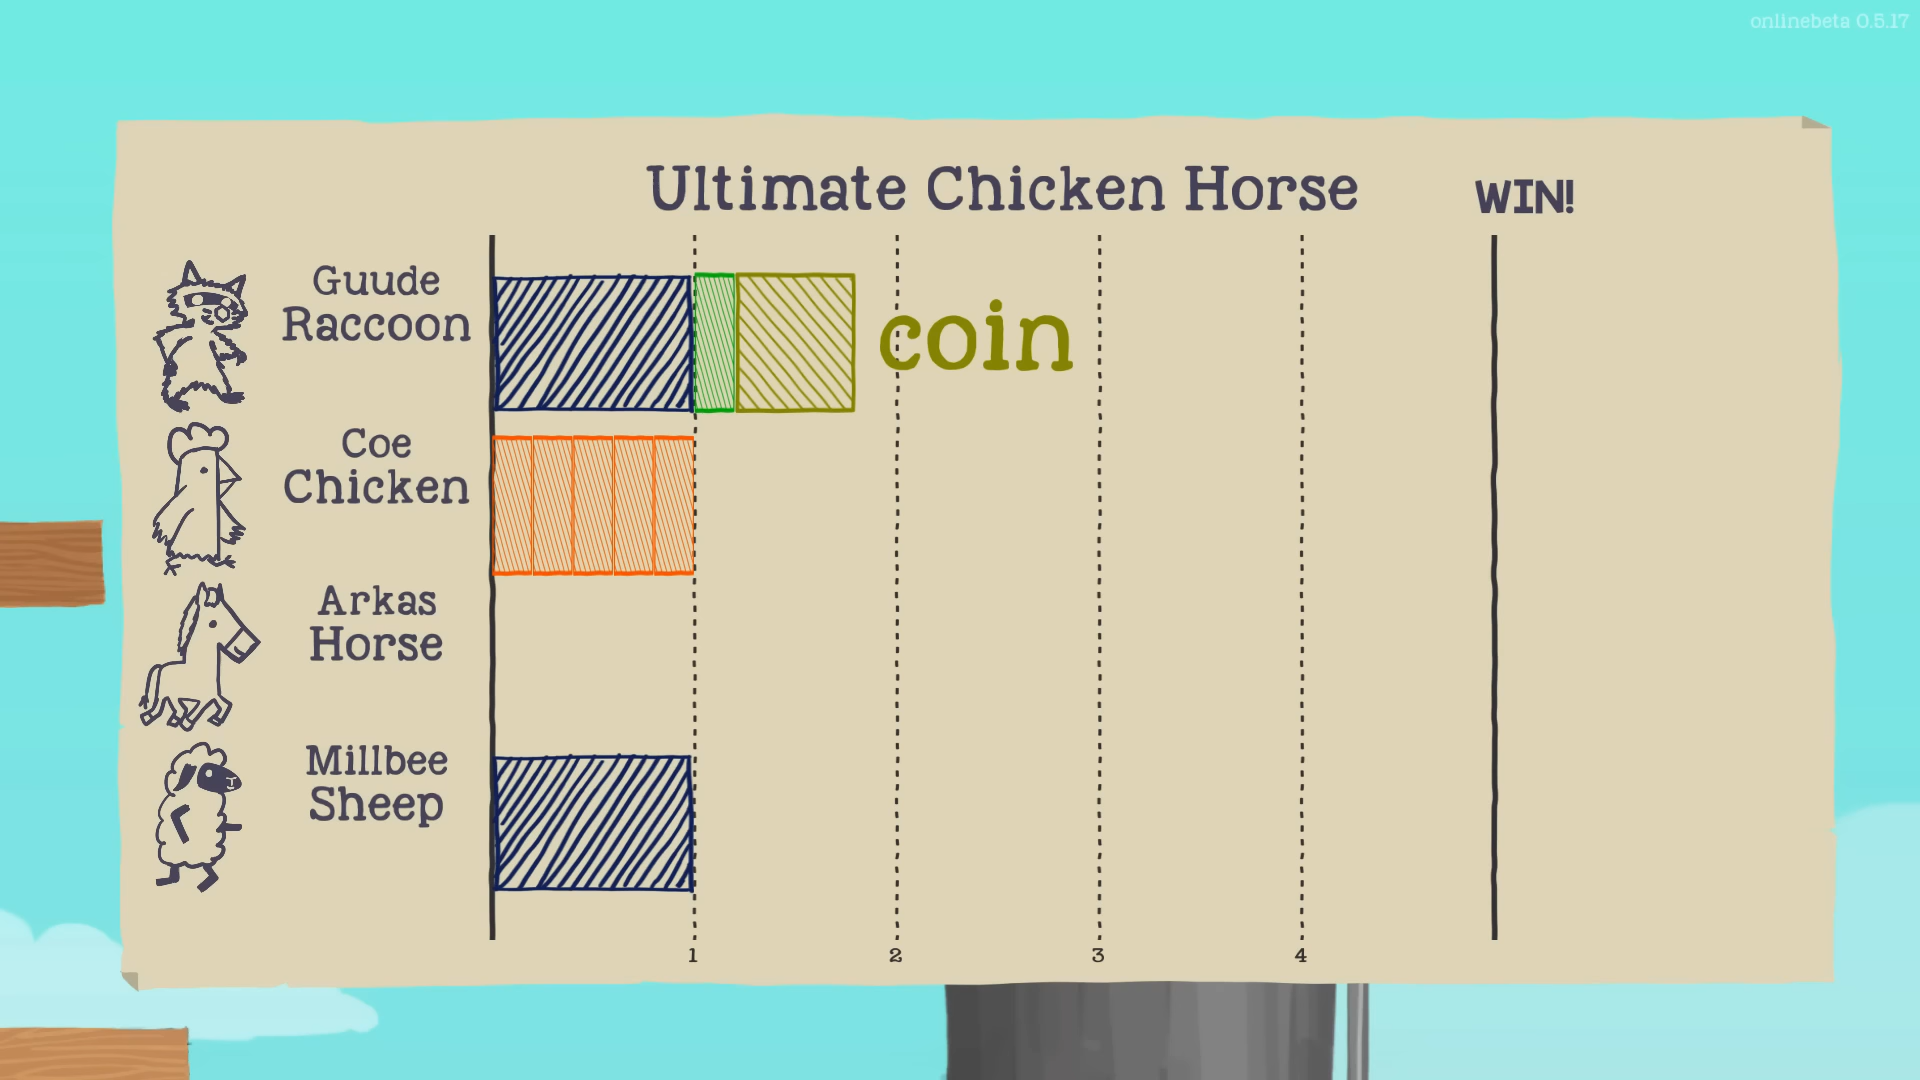 onlinebeta 0.5.17
Ultimate Chicken Horse
WIN!
Guude
Raccoon
coin
Coe
Chicken
Arkas
Horse
Millbee
Sheep
1
2
3
4